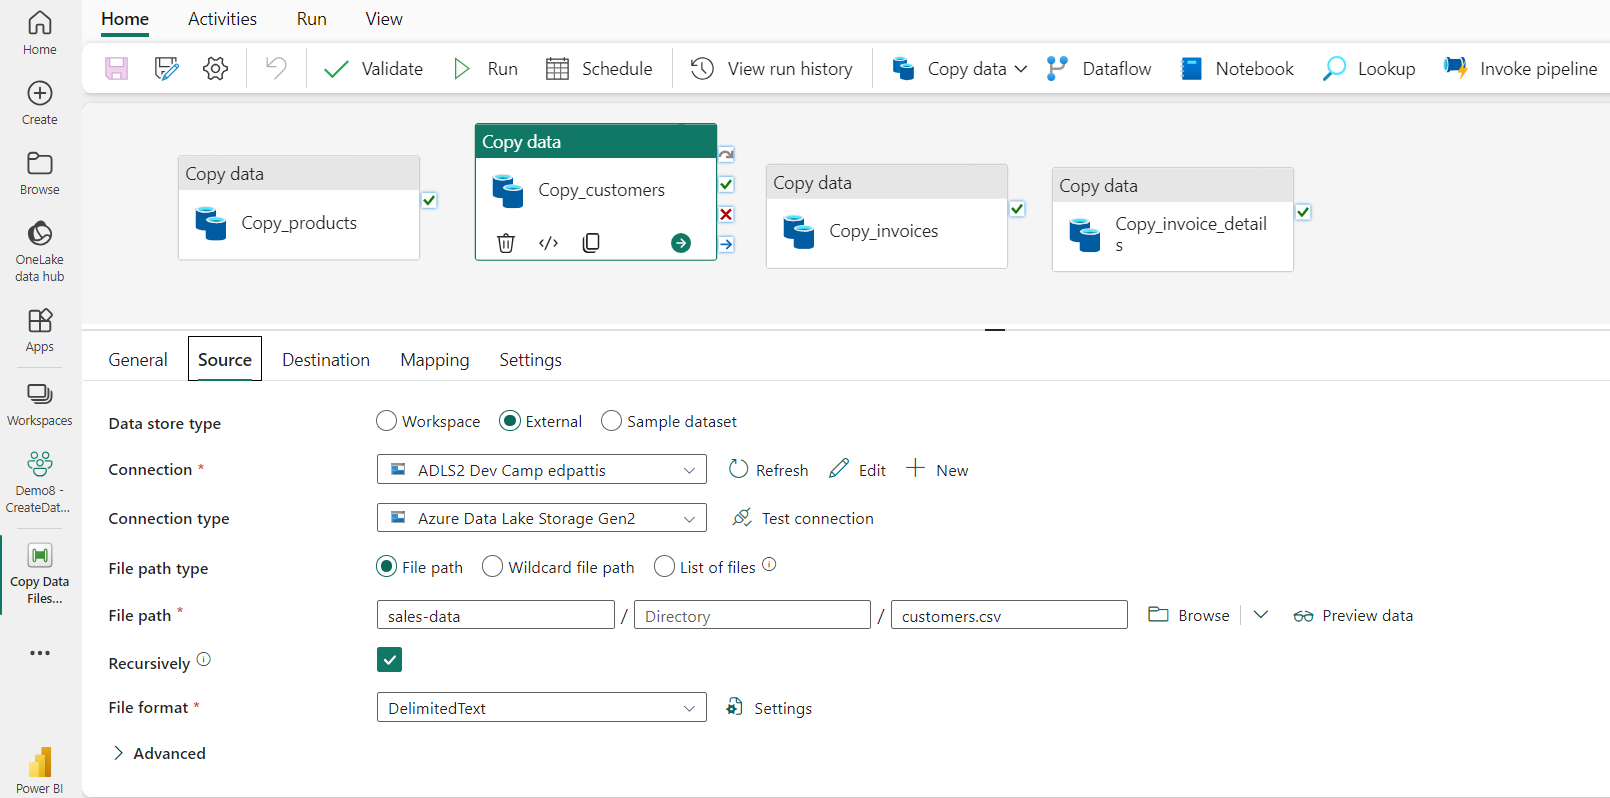 Home Activities Run View
Validate Run Schedule View run history Copy data Dataflow Notebook Lookup Invoke pipeline
Home
Create
Browse
OneLake
data hub
Apps
Workspaces
Demo8 -
CreateDat...
Copy Data
Files...
Power BI
Copy data
Copy_products
Copy data
Copy_customers
Copy data
Copy_invoices
Copy data
Copy_invoice_detail
s
General Source Destination Mapping Settings
Data store type Workspace External Sample dataset
Connection * ADLS2 Dev Camp edpattis Refresh Edit New
Connection type Azure Data Lake Storage Gen2 Test connection
File path type File path Wildcard file path List of files
File path * sales-data / Directory / customers.csv Browse Preview data
Recursively
File format * DelimitedText Settings
Advanced